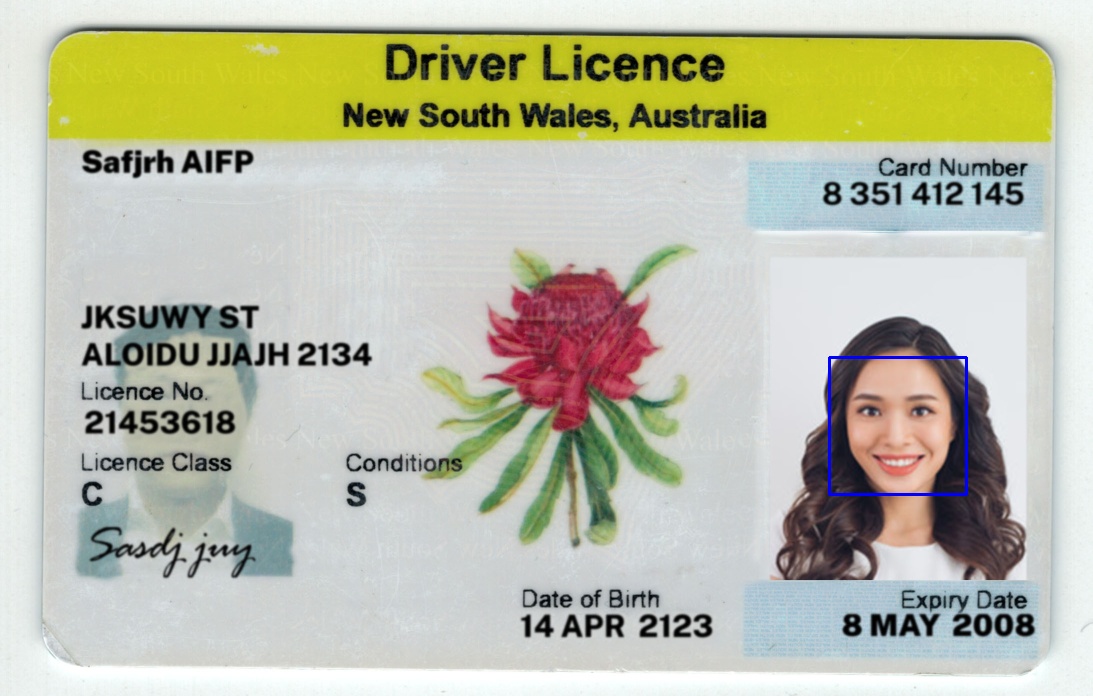 Driver Licence
New South Wales, Australia
Safjrh AIFP
Card Number
8 351 412 145
JKSUWY ST
ALOIDU JJAJH 2134
Licence No.
21453618
Licence Class
Conditions
C
S
Sasdj juy
Date of Birth
14 APR 2123
Expiry Date
8 MAY 2008